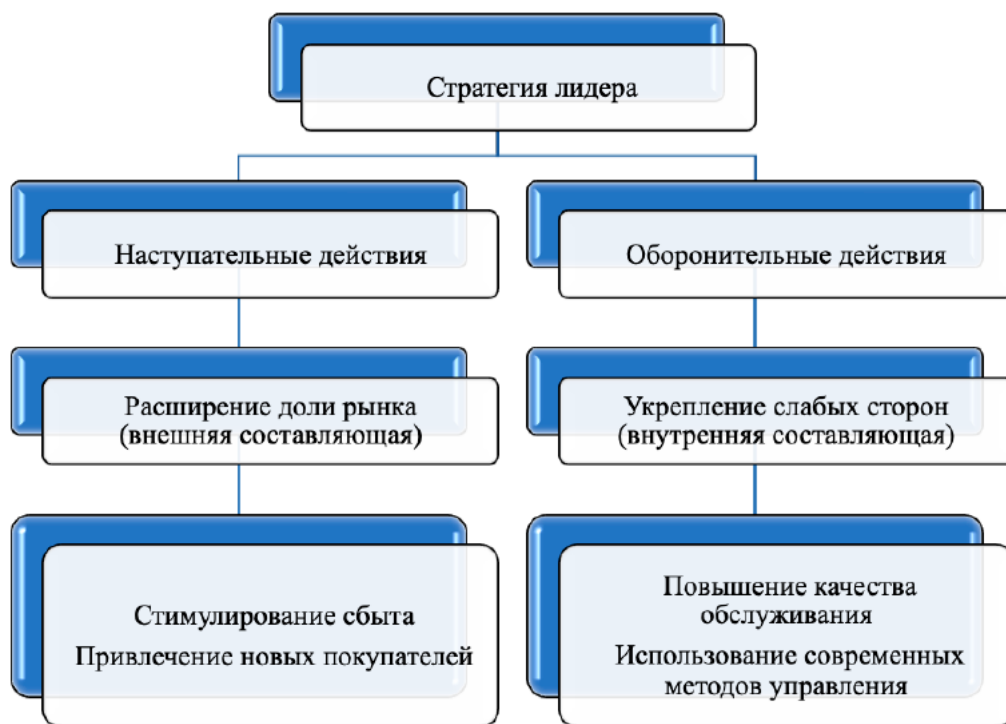 Стратегия лидера
Наступательные действия
Оборонительные действия
Расширение доли рынка
(внешняя составляющая)
Укрепление слабых сторон
(внутренняя составляющая)
Стимулирование сбыта
Привлечение новых покупателей
Повышение качества
обслуживания
Использование современных
методов управления